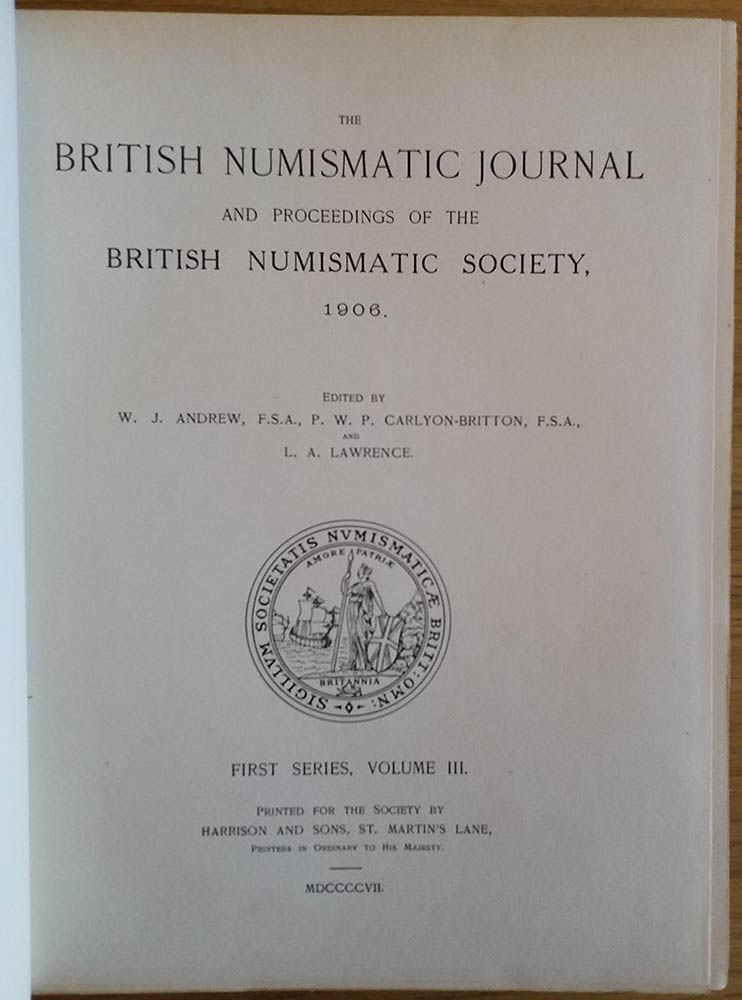 THE
BRITISH NUMISMATIC JOURNAL
AND PROCEEDINGS OF THE
BRITISH NUMISMATIC SOCIETY,
1906.
EDITED BY
W. J. ANDREW, F.S.A., P. W. P. CARLYON-BRITTON, F.S.A.,
AND
L. A. LAWRENCE.
SIGILLVM SOCIETATIS NVMISMATICÆ BRITT: OMN:
AMORE PATRIÆ
BRITANNIA
FIRST SERIES, VOLUME III.
PRINTED FOR THE SOCIETY BY
HARRISON AND SONS, ST. MARTIN'S LANE,
PRINTERS IN ORDINARY TO HIS MAJESTY.
MDCCCCVII.